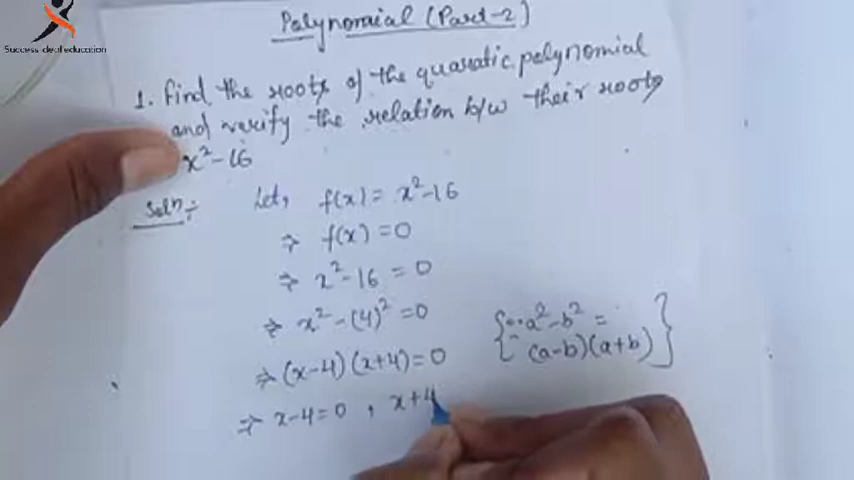 Success ideal education
Polynomial (Part-2)
1. Find the roots of the quaratic polynomial
and verify the relation b/w their roots
x² - 16
Solⁿ :-
Let, f(x) = x² - 16
⇒ f(x) = 0
⇒ x² - 16 = 0
⇒ x² - (4)² = 0
{∵ a² - b² =
(a-b)(a+b)}
⇒ (x-4)(x+4) = 0
⇒ x-4 = 0 , x+4